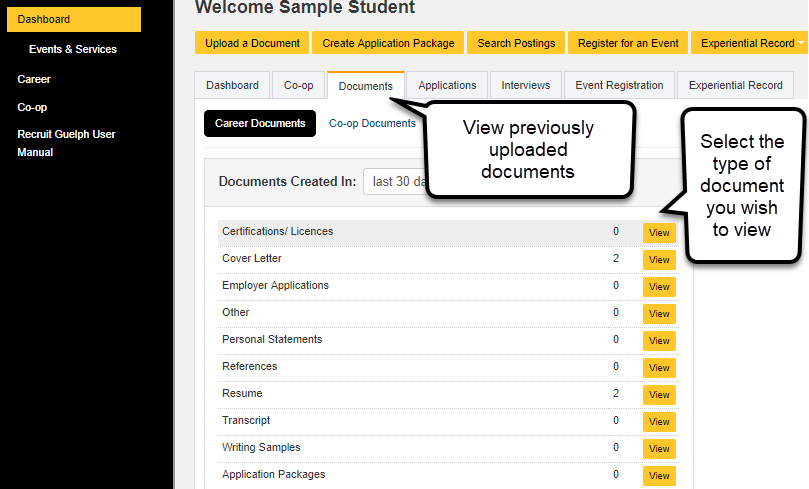 Welcome Sample Student
Dashboard
Events & Services
Career
Co-op
Recruit Guelph User
Manual
Upload a Document Create Application Package Search Postings Register for an Event Experiential Record
Dashboard Co-op Documents Applications Interviews Event Registration Experiential Record
Career Documents Co-op Documents
View previously
uploaded
documents
Select the
type of
document
you wish
to view
Documents Created In: last 30
Certifications/ Licences 0 View
Cover Letter 2 View
Employer Applications 0 View
Other 0 View
Personal Statements 0 View
References 0 View
Resume 2 View
Transcript 0 View
Writing Samples 0 View
Application Packages 0 View